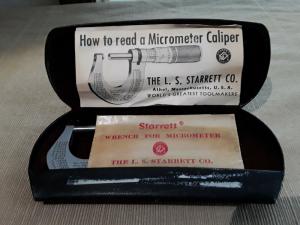 How to read a Micrometer Caliper
THE L. S. STARRETT CO.
Athol, Massachusetts, U.S.A.
WORLD'S GREATEST TOOLMAKERS
Starrett
WRENCH FOR MICROMETER
THE L. S. STARRETT CO.